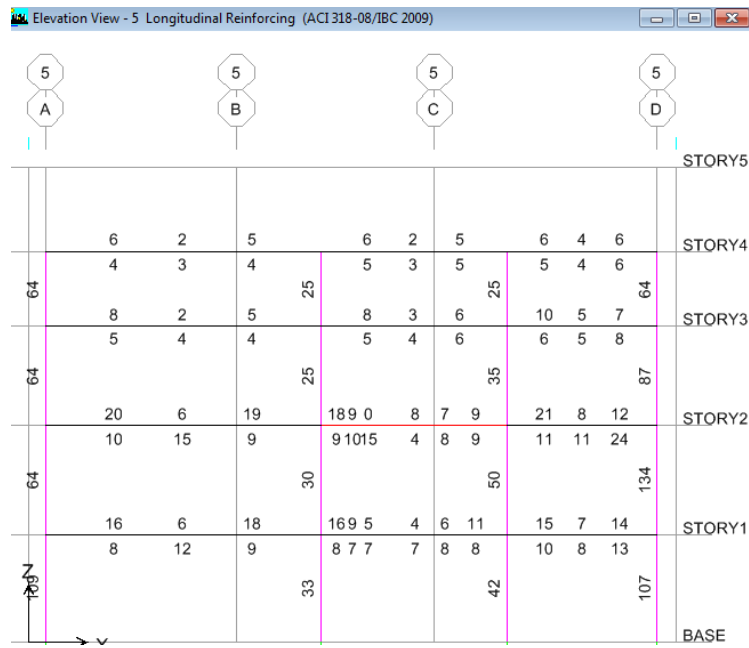 Elevation View - 5 Longitudinal Reinforcing (ACI 318-08/IBC 2009)
5 5 5 5
A B C D
STORY5
6 2 5 6 2 5 6 4 6 STORY4
4 3 4 5 3 5 5 4 6
64 25 25 64
8 2 5 8 3 6 10 5 7 STORY3
5 4 4 5 4 6 6 5 8
64 25 35 87
20 6 19 18 9 0 8 7 9 21 8 12 STORY2
10 15 9 9 10 15 4 8 9 11 11 24
64 30 50 134
16 6 18 16 9 5 4 6 11 15 7 14 STORY1
8 12 9 8 7 7 7 8 8 10 8 13
Z
109 33 42 107
X BASE